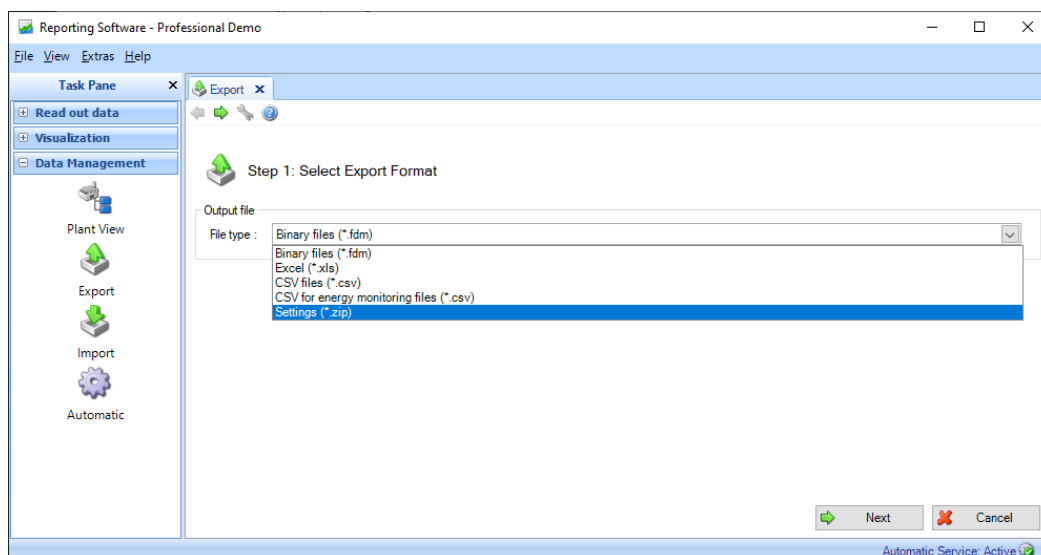 Reporting Software - Professional Demo
File View Extras Help
Task Pane
Export
Read out data
Visualization
Data Management
Step 1: Select Export Format
Plant View
Export
Import
Automatic
Output file
File type : Binary files (*.fdm)
Binary files (*.fdm)
Excel (*.xls)
CSV files (*.csv)
CSV for energy monitoring files (*.csv)
Settings (*.zip)
Next
Cancel
Automatic Service: Active